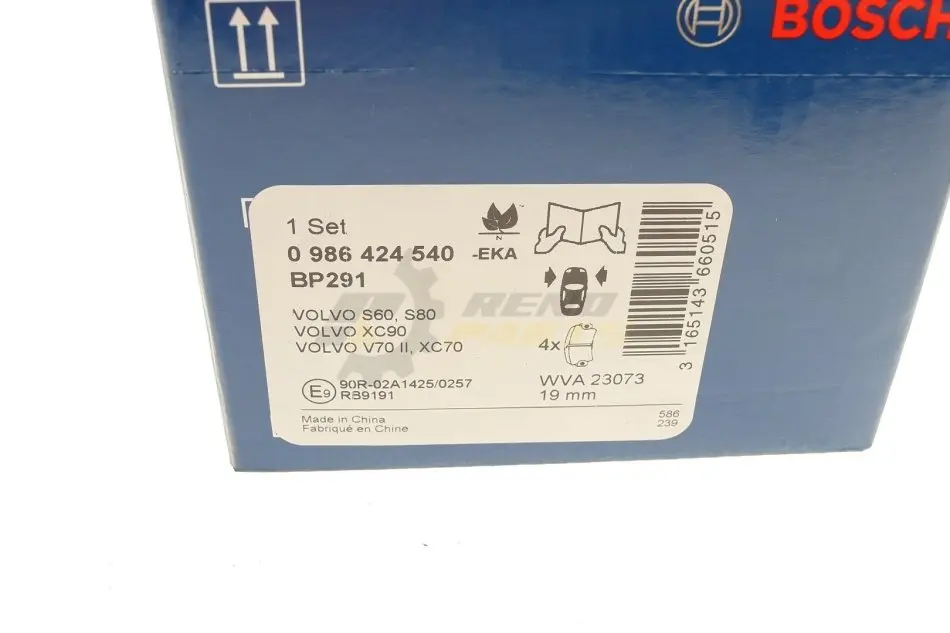 BOSCH
1 Set
0 986 424 540 -EKA
BP291
VOLVO S60, S80
VOLVO XC90
VOLVO V70 II, XC70
RENO
PARTS
4x
E9 90R-02A1425/0257
RB9191
WVA 23073
19 mm
Made in China
Fabriqué en Chine
586
239
3 165143 660515
N